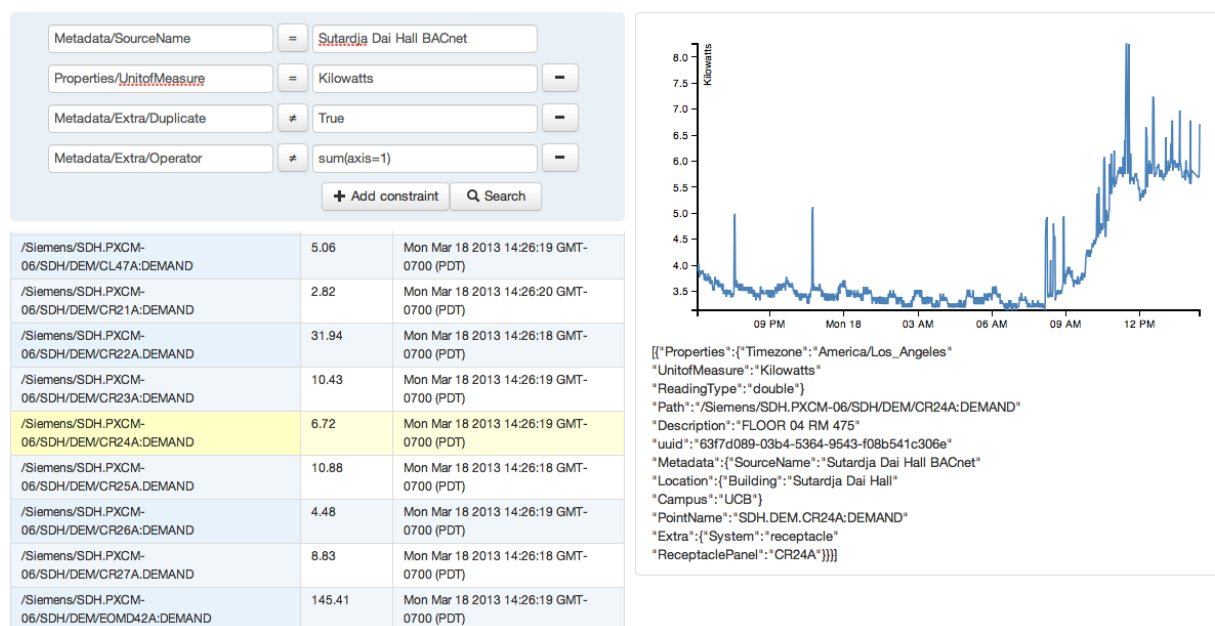 Metadata/SourceName = Sutardja Dai Hall BACnet
Properties/UnitofMeasure = Kilowatts −
Metadata/Extra/Duplicate ≠ True −
Metadata/Extra/Operator ≠ sum(axis=1) −
+ Add constraint Search
/Siemens/SDH.PXCM- 5.06 Mon Mar 18 2013 14:26:19 GMT-
06/SDH/DEM/CL47A:DEMAND 0700 (PDT)
/Siemens/SDH.PXCM- 2.82 Mon Mar 18 2013 14:26:20 GMT-
06/SDH/DEM/CR21A:DEMAND 0700 (PDT)
/Siemens/SDH.PXCM- 31.94 Mon Mar 18 2013 14:26:19 GMT-
06/SDH/DEM/CR22A.DEMAND 0700 (PDT)
/Siemens/SDH.PXCM- 10.43 Mon Mar 18 2013 14:26:19 GMT-
06/SDH/DEM/CR23A:DEMAND 0700 (PDT)
/Siemens/SDH.PXCM- 6.72 Mon Mar 18 2013 14:26:19 GMT-
06/SDH/DEM/CR24A:DEMAND 0700 (PDT)
/Siemens/SDH.PXCM- 10.88 Mon Mar 18 2013 14:26:18 GMT-
06/SDH/DEM/CR25A:DEMAND 0700 (PDT)
/Siemens/SDH.PXCM- 4.48 Mon Mar 18 2013 14:26:19 GMT-
06/SDH/DEM/CR26A:DEMAND 0700 (PDT)
/Siemens/SDH.PXCM- 8.83 Mon Mar 18 2013 14:26:18 GMT-
06/SDH/DEM/CR27A.DEMAND 0700 (PDT)
/Siemens/SDH.PXCM- 145.41 Mon Mar 18 2013 14:26:19 GMT-
06/SDH/DEM/EOMD42A:DEMAND 0700 (PDT)
Kilowatts
8.0
7.5
7.0
6.5
6.0
5.5
5.0
4.5
4.0
3.5
09 PM Mon 18 03 AM 06 AM 09 AM 12 PM
[{"Properties":{"Timezone":"America/Los_Angeles"
"UnitofMeasure":"Kilowatts"
"ReadingType":"double"}
"Path":"/Siemens/SDH.PXCM-06/SDH/DEM/CR24A:DEMAND"
"Description":"FLOOR 04 RM 475"
"uuid":"63f7d089-03b4-5364-9543-f08b541c306e"
"Metadata":{"SourceName":"Sutardja Dai Hall BACnet"
"Location":{"Building":"Sutardja Dai Hall"
"Campus":"UCB"}
"PointName":"SDH.DEM.CR24A:DEMAND"
"Extra":{"System":"receptacle"
"ReceptaclePanel":"CR24A"}}}]